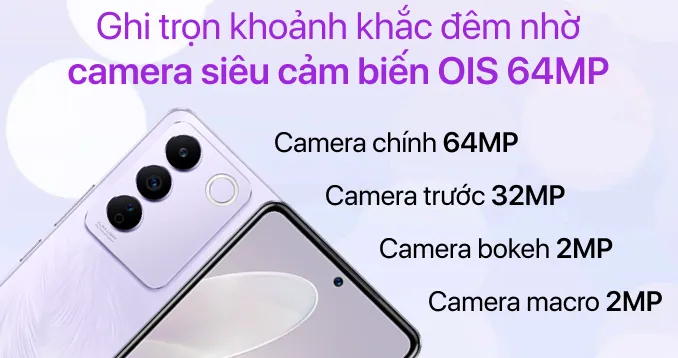 Ghi trọn khoảnh khắc đêm nhờ
camera siêu cảm biến OIS 64MP
Camera chính 64MP
Camera trước 32MP
Camera bokeh 2MP
Camera macro 2MP